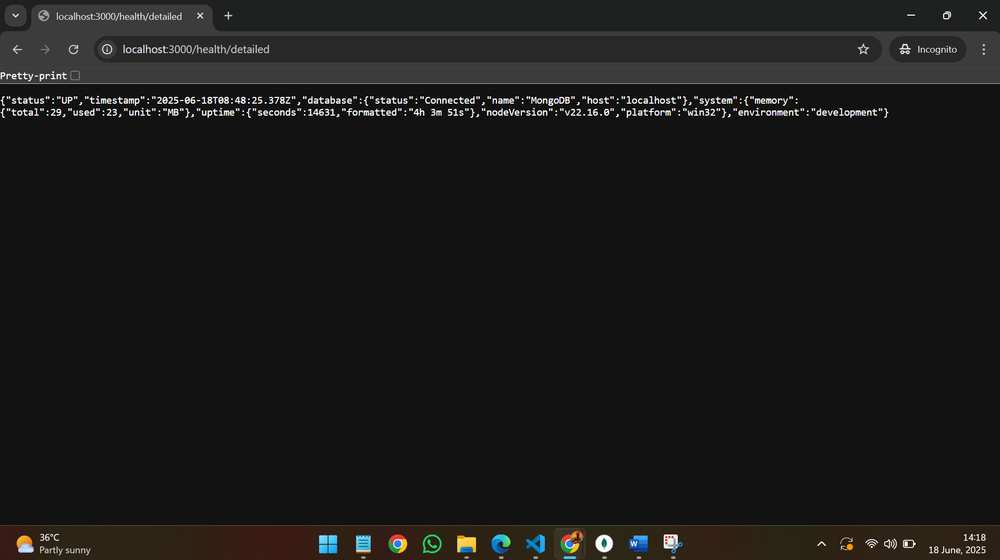 localhost:3000/health/detailed
localhost:3000/health/detailed
Incognito
Pretty-print
{"status":"UP","timestamp":"2025-06-18T08:48:25.378Z","database":{"status":"Connected","name":"MongoDB","host":"localhost"},"system":{"memory":
{"total":29,"used":23,"unit":"MB"},"uptime":{"seconds":14631,"formatted":"4h 3m 51s"},"nodeVersion":"v22.16.0","platform":"win32"},"environment":"development"}
36°C
Partly sunny
W
14:18
18 June, 2025